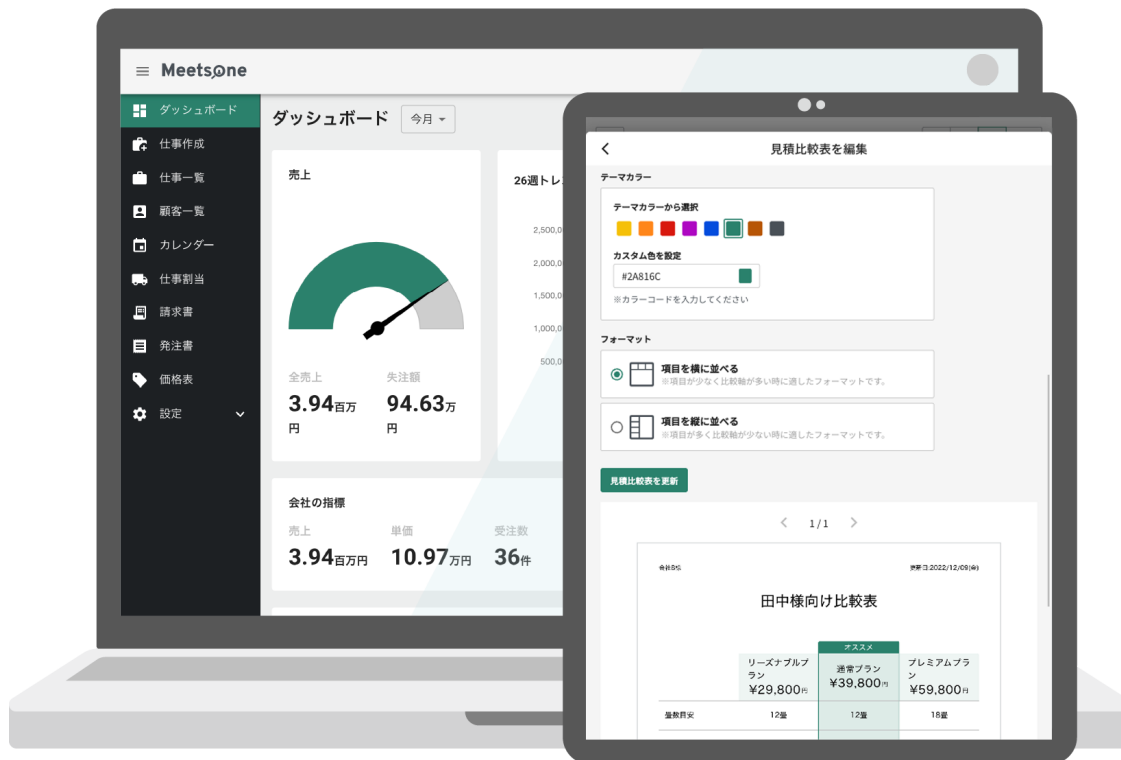 Meetsone
ダッシュボード
仕事作成
仕事一覧
顧客一覧
カレンダー
仕事割当
請求書
発注書
価格表
設定
ダッシュボード
今月
売上
全売上
失注額
3.94百万
円
94.63万
円
26週トレ
2,500,0
2,000,0
1,500,0
1,000,0
500,0
会社の指標
売上
単価
受注数
3.94百万円
10.97万円
36件
見積比較表を編集
テーマカラー
テーマカラーから選択
カスタム色を設定
#2A816C
※カラーコードを入力してください
フォーマット
項目を横に並べる
※項目が少なく比較軸が多い時に適したフォーマットです。
項目を縦に並べる
※項目が多く比較軸が少ない時に適したフォーマットです。
見積比較表を更新
1/1
更新日:2022/12/09(金)
田中様向け比較表
オススメ
リーズナブルプ
ラン
¥29,800円
通常プラン
¥39,800円
プレミアムプラ
ン
¥59,800円
畳数目安
12畳
12畳
18畳